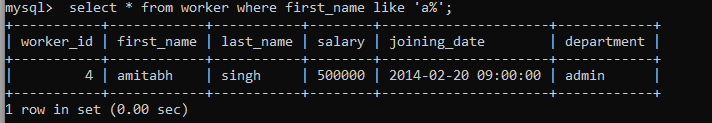 mysql>  select * from worker where first_name like 'a%';
+-----------+------------+-----------+--------+---------------------+------------+
| worker_id | first_name | last_name | salary | joining_date        | department |
+-----------+------------+-----------+--------+---------------------+------------+
|         4 | amitabh    | singh     | 500000 | 2014-02-20 09:00:00 | admin      |
+-----------+------------+-----------+--------+---------------------+------------+
1 row in set (0.00 sec)